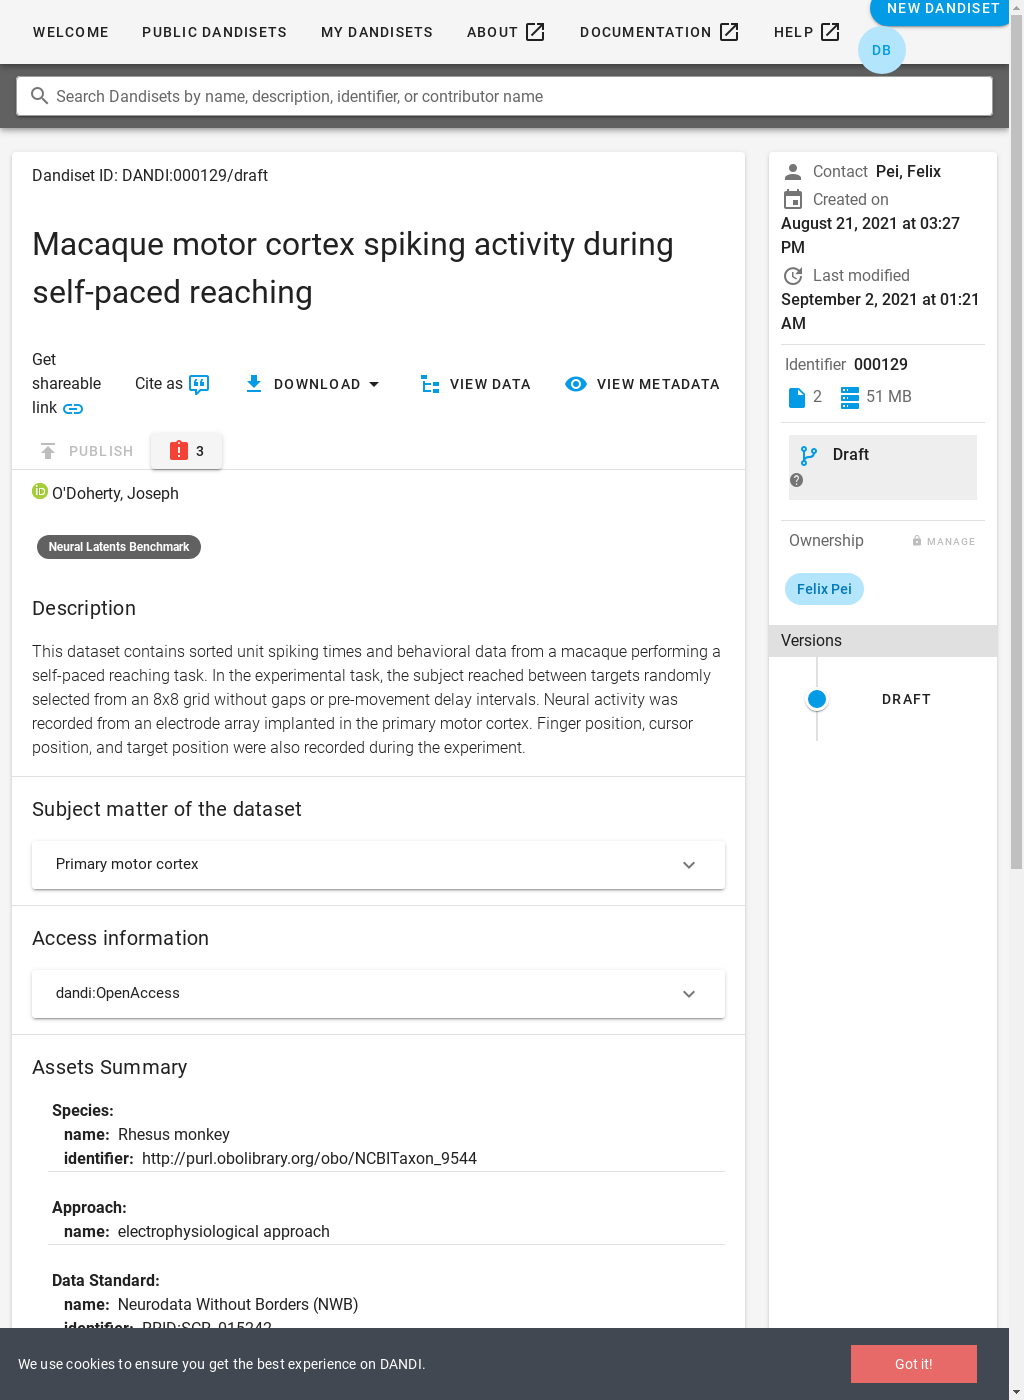 WELCOME PUBLIC DANDISETS MY DANDISETS ABOUT DOCUMENTATION HELP NEW DANDISET
DB
Search Dandisets by name, description, identifier, or contributor name
Dandiset ID: DANDI:000129/draft
Macaque motor cortex spiking activity during
self-paced reaching
Get
shareable
link
Cite as
DOWNLOAD
VIEW DATA
VIEW METADATA
PUBLISH
3
iD O'Doherty, Joseph
Neural Latents Benchmark
Description
This dataset contains sorted unit spiking times and behavioral data from a macaque performing a
self-paced reaching task. In the experimental task, the subject reached between targets randomly
selected from an 8x8 grid without gaps or pre-movement delay intervals. Neural activity was
recorded from an electrode array implanted in the primary motor cortex. Finger position, cursor
position, and target position were also recorded during the experiment.
Subject matter of the dataset
Primary motor cortex
Access information
dandi:OpenAccess
Assets Summary
Species:
name: Rhesus monkey
identifier: http://purl.obolibrary.org/obo/NCBITaxon_9544
Approach:
name: electrophysiological approach
Data Standard:
name: Neurodata Without Borders (NWB)
identifier: RRID:SCR_015242
Contact Pei, Felix
Created on
August 21, 2021 at 03:27
PM
Last modified
September 2, 2021 at 01:21
AM
Identifier 000129
2 51 MB
Draft
Ownership MANAGE
Felix Pei
Versions
DRAFT
We use cookies to ensure you get the best experience on DANDI.
Got it!